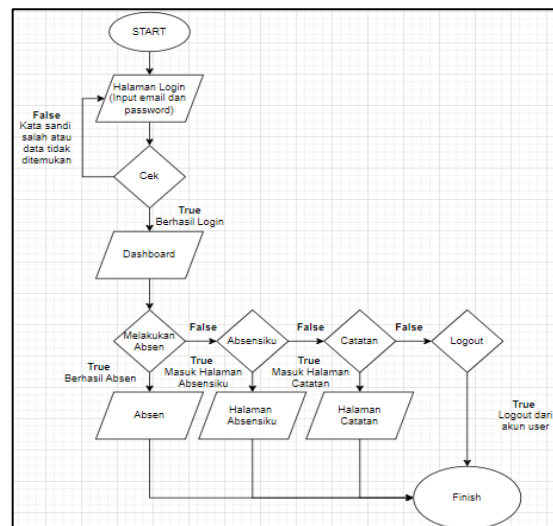 START
Halaman Login
(Input email dan
password)
False
Kata sandi
salah atau
data tidak
ditemukan
Cek
True
Berhasil Login
Dashboard
Melakukan
Absen
False
Absensiku
False
Catatan
False
Logout
True
Berhasil Absen
True
Masuk Halaman
Absensiku
True
Masuk Halaman
Catatan
Absen
Halaman
Absensiku
Halaman
Catatan
True
Logout dari
akun user
Finish